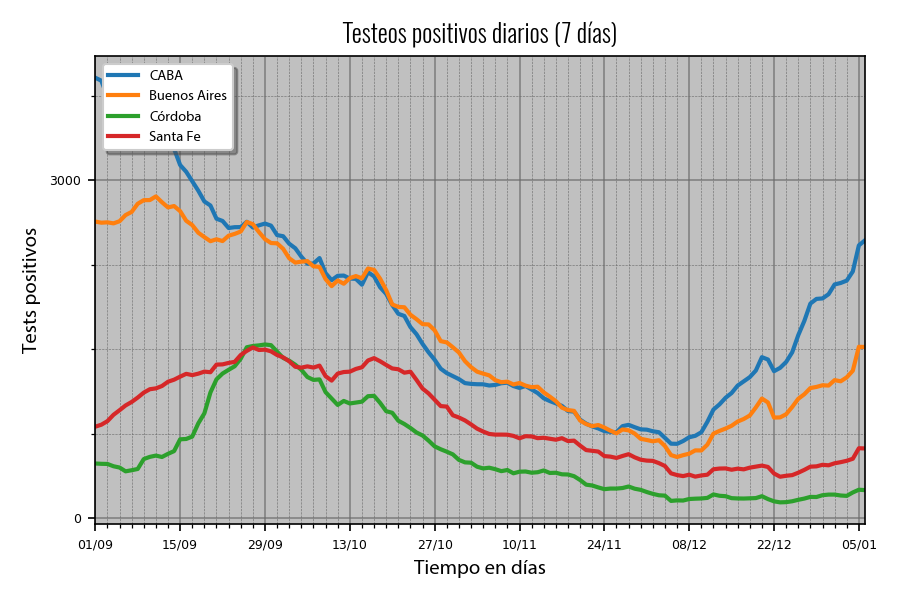 Testeos positivos diarios (7 días)
CABA
Buenos Aires
Córdoba
Santa Fe
Tests positivos
3000
0
01/09 15/09 29/09 13/10 27/10 10/11 24/11 08/12 22/12 05/01
Tiempo en días